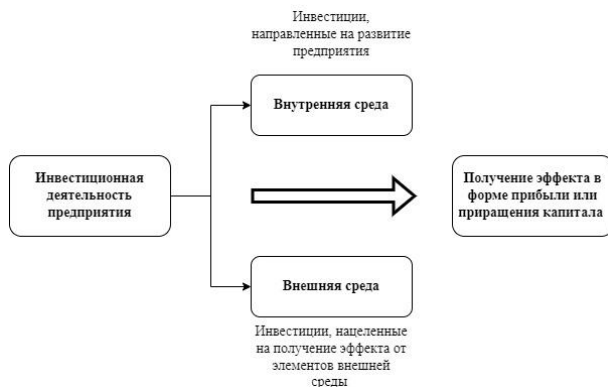 Инвестиции,
направленные на развитие
предприятия
Внутренняя среда
Инвестиционная
деятельность
предприятия
Получение эффекта в
форме прибыли или
приращения капитала
Внешняя среда
Инвестиции, нацеленные
на получение эффекта от
элементов внешней
среды